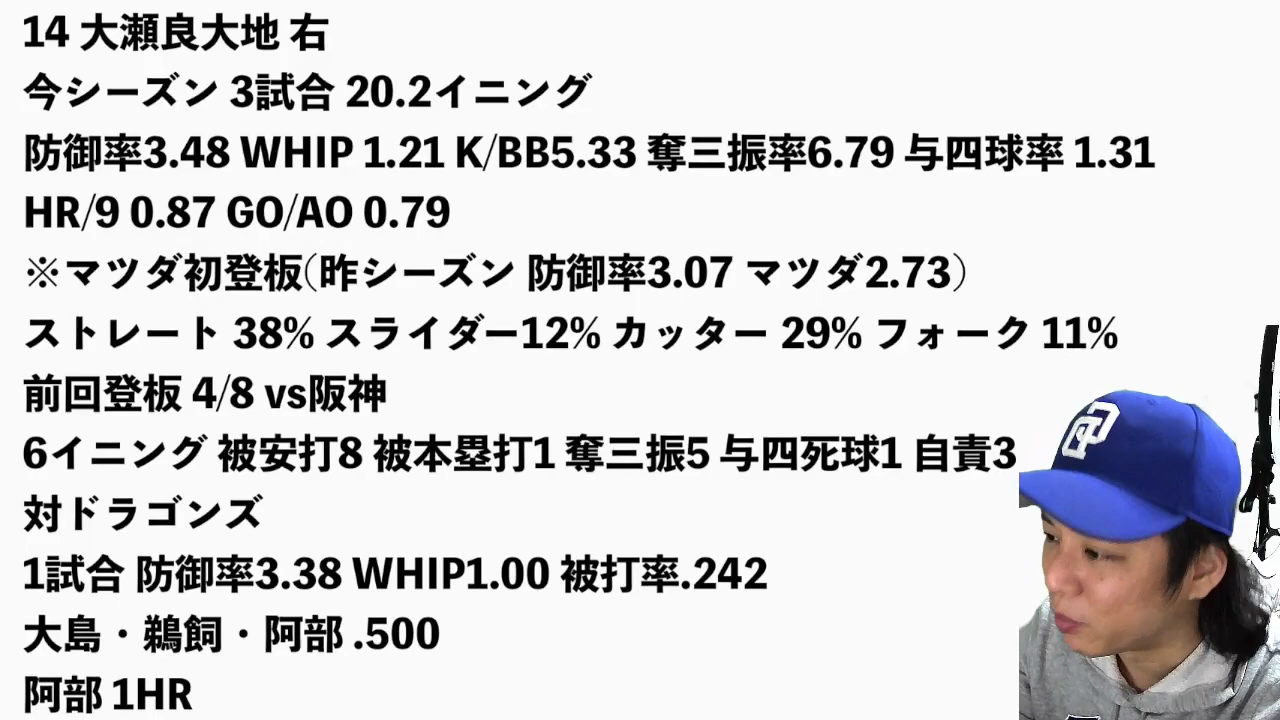 14 大瀬良大地 右
今シーズン 3試合 20.2イニング
防御率3.48 WHIP 1.21 K/BB5.33 奪三振率6.79 与四球率 1.31
HR/9 0.87 GO/AO 0.79
※マツダ初登板(昨シーズン 防御率3.07 マツダ2.73)
ストレート 38% スライダー12% カッター 29% フォーク 11%
前回登板 4/8 vs阪神
6イニング 被安打8 被本塁打1 奪三振5 与四死球1 自責3
対ドラゴンズ
1試合 防御率3.38 WHIP1.00 被打率.242
大島・鵜飼・阿部 .500
阿部 1HR